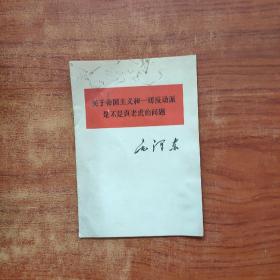 关于帝国主义和一切反动派
是不是真老虎的问题
毛泽东